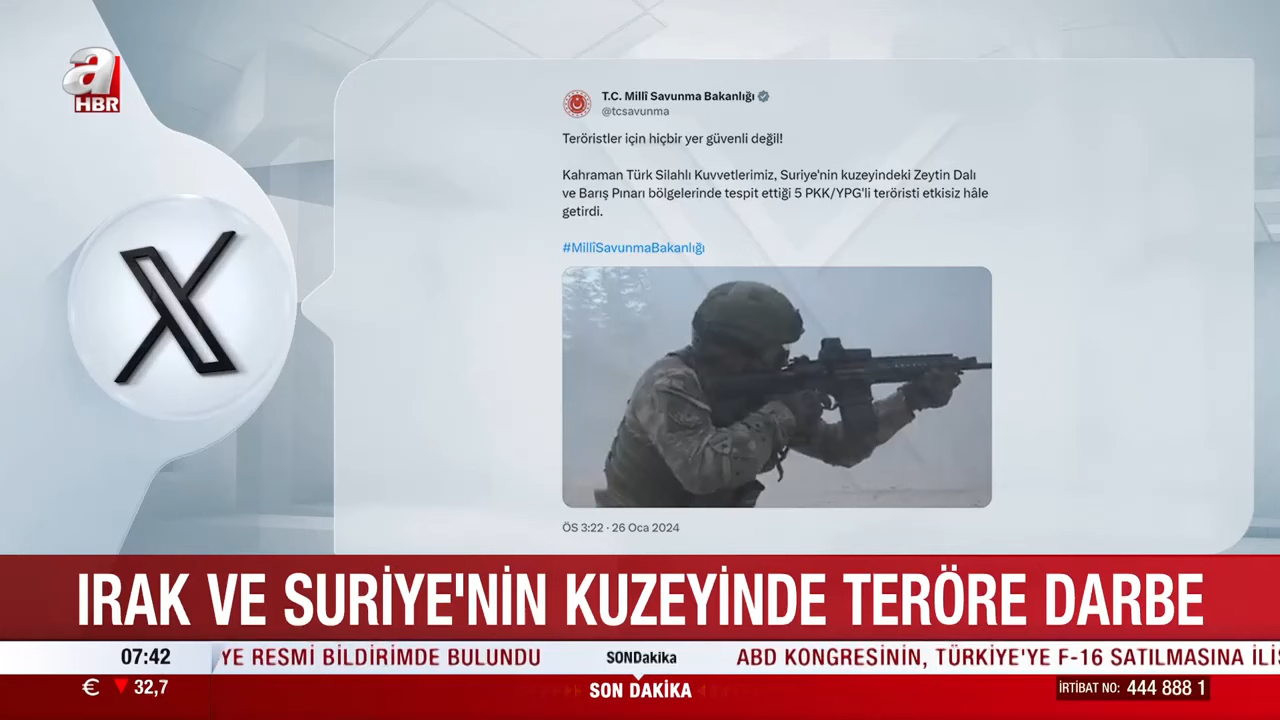 a
HBR
T.C. Millî Savunma Bakanlığı
@tcsavunma
Teröristler için hiçbir yer güvenli değil!
Kahraman Türk Silahlı Kuvvetlerimiz, Suriye'nin kuzeyindeki Zeytin Dalı
ve Barış Pınarı bölgelerinde tespit ettiği 5 PKK/YPG'li teröristi etkisiz hâle
getirdi.
#MillîSavunmaBakanlığı
ÖS 3:22 · 26 Oca 2024
IRAK VE SURİYE'NİN KUZEYİNDE TERÖRE DARBE
07:42
YE RESMİ BİLDİRİMDE BULUNDU
SONDakika
ABD KONGRESİNİN, TÜRKİYE'YE F-16 SATILMASINA İLİŞ
€ 32,7
SON DAKİKA
İRTİBAT NO: 444 888 1